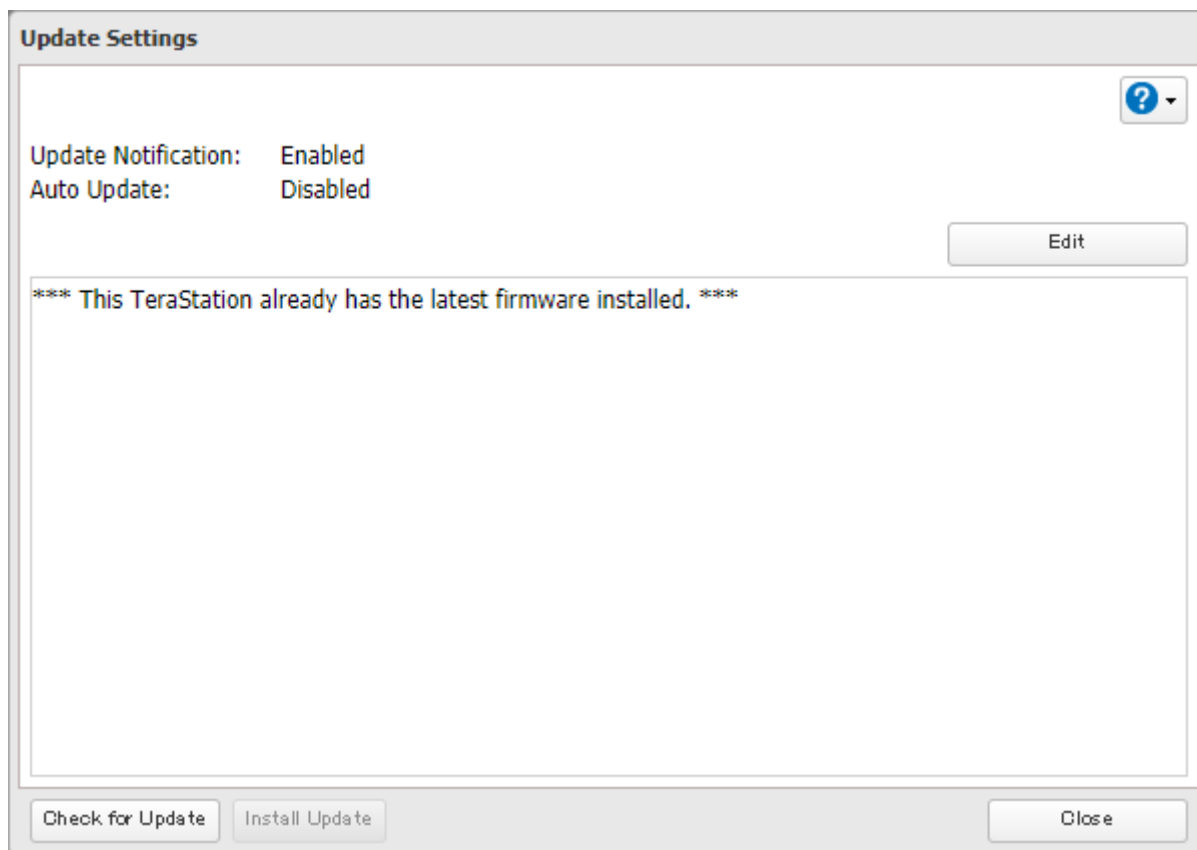 Update Settings
Update Notification: Enabled
Auto Update: Disabled
Edit
*** This TeraStation already has the latest firmware installed. ***
Check for Update Install Update Close